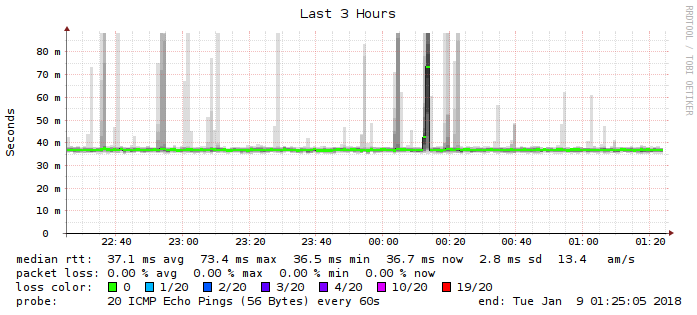 Last 3 Hours
RRDTOOL / TOBI OETIKER
Seconds
80 m
70 m
60 m
50 m
40 m
30 m
20 m
10 m
0
22:40 23:00 23:20 23:40 00:00 00:20 00:40 01:00 01:20
median rtt: 37.1 ms avg 73.4 ms max 36.5 ms min 36.7 ms now 2.8 ms sd 13.4 am/s
packet loss: 0.00 % avg 0.00 % max 0.00 % min 0.00 % now
loss color: 0 1/20 2/20 3/20 4/20 10/20 19/20
probe: 20 ICMP Echo Pings (56 Bytes) every 60s end: Tue Jan 9 01:25:05 2018